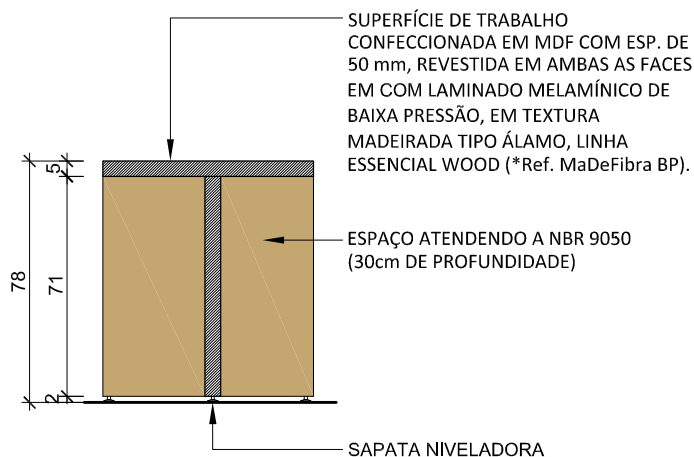 SUPERFÍCIE DE TRABALHO
CONFECCIONADA EM MDF COM ESP. DE
50 mm, REVESTIDA EM AMBAS AS FACES
EM COM LAMINADO MELAMÍNICO DE
BAIXA PRESSÃO, EM TEXTURA
MADEIRADA TIPO ÁLAMO, LINHA
ESSENCIAL WOOD (*Ref. MaDeFibra BP).
5
78
71
2
ESPAÇO ATENDENDO A NBR 9050
(30cm DE PROFUNDIDADE)
SAPATA NIVELADORA